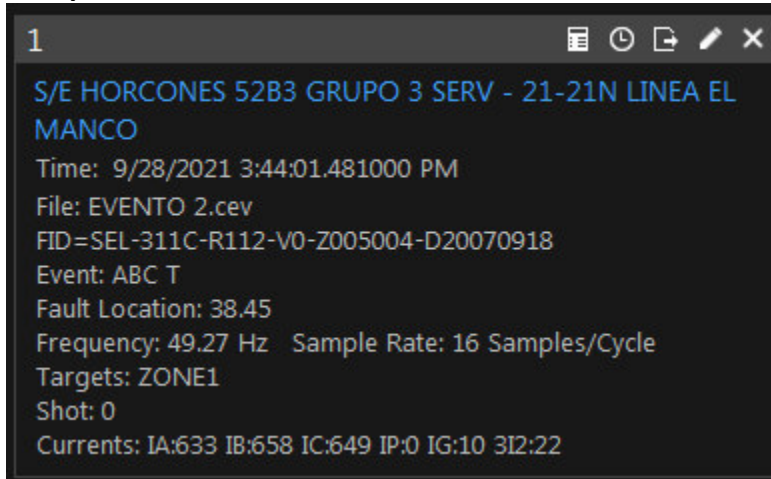 1
S/E HORCONES 52B3 GRUPO 3 SERV - 21-21N LINEA EL
MANCO
Time:  9/28/2021 3:44:01.481000 PM
File: EVENTO 2.cev
FID=SEL-311C-R112-V0-Z005004-D20070918
Event: ABC T
Fault Location: 38.45
Frequency: 49.27 Hz   Sample Rate: 16 Samples/Cycle
Targets: ZONE1
Shot: 0
Currents: IA:633 IB:658 IC:649 IP:0 IG:10 3I2:22